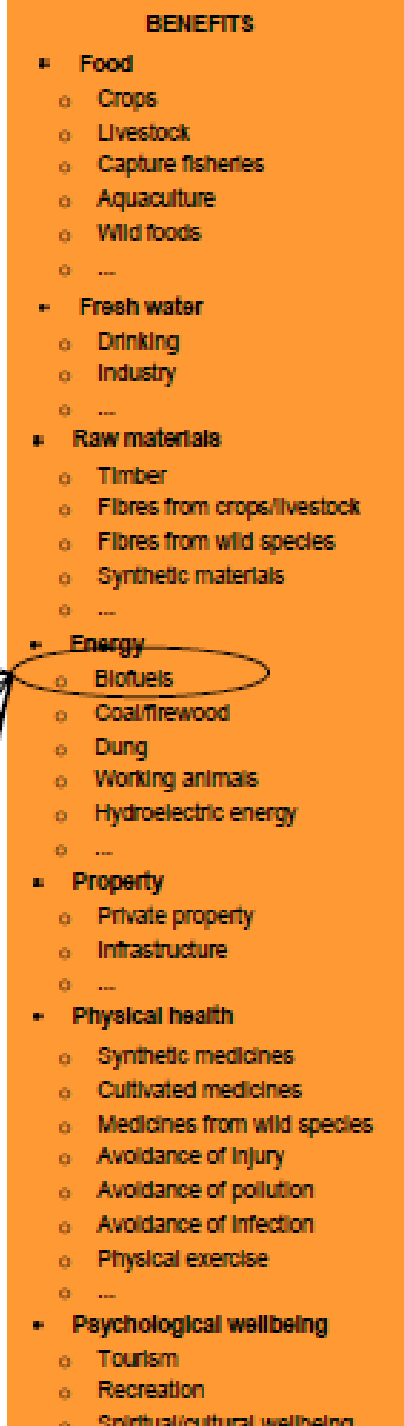 BENEFITS
• Food
o Crops
o Livestock
o Capture fisheries
o Aquaculture
o Wild foods
o ...
• Fresh water
o Drinking
o Industry
o ...
• Raw materials
o Timber
o Fibres from crops/livestock
o Fibres from wild species
o Synthetic materials
o ...
• Energy
o Biofuels
o Coal/firewood
o Dung
o Working animals
o Hydroelectric energy
o ...
• Property
o Private property
o Infrastructure
o ...
• Physical health
o Synthetic medicines
o Cultivated medicines
o Medicines from wild species
o Avoidance of injury
o Avoidance of pollution
o Avoidance of infection
o Physical exercise
o ...
• Psychological wellbeing
o Tourism
o Recreation
o Spiritual/cultural wellbeing